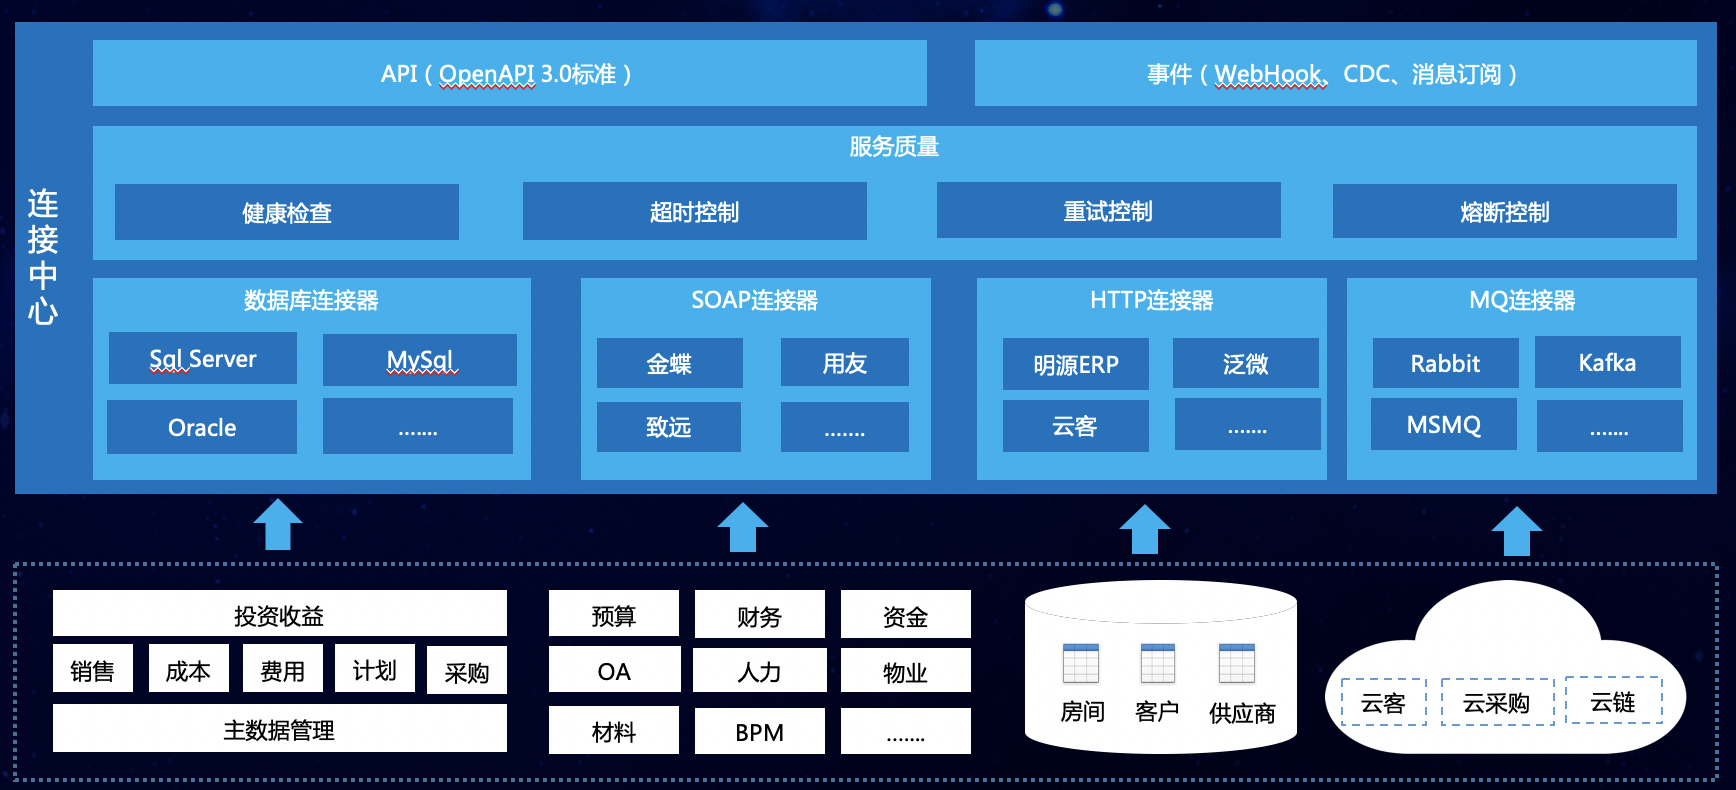 连接中心
API（OpenAPI 3.0标准）
事件（WebHook、CDC、消息订阅）
服务质量
健康检查
超时控制
重试控制
熔断控制
数据库连接器
Sql Server
MySql
Oracle
.......
SOAP连接器
金蝶
用友
致远
.......
HTTP连接器
明源ERP
泛微
云客
.......
MQ连接器
Rabbit
Kafka
MSMQ
.......
投资收益
销售
成本
费用
计划
采购
主数据管理
预算
财务
资金
OA
人力
物业
材料
BPM
.......
房间
客户
供应商
云客
云采购
云链